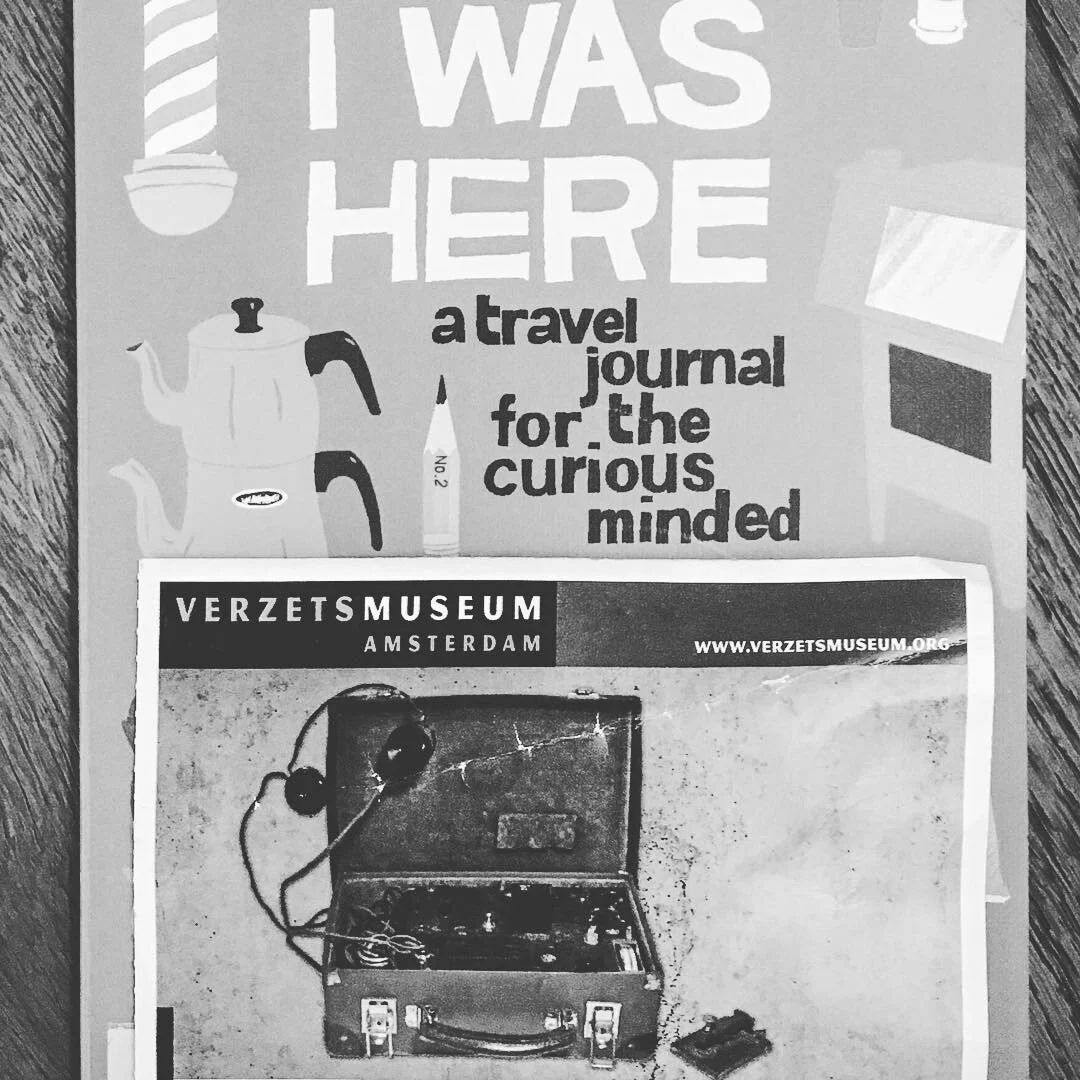 I WAS
HERE
a travel
journal
for the
curious
minded
No.2
VERZETSMUSEUM
AMSTERDAM
WWW.VERZETSMUSEUM.ORG